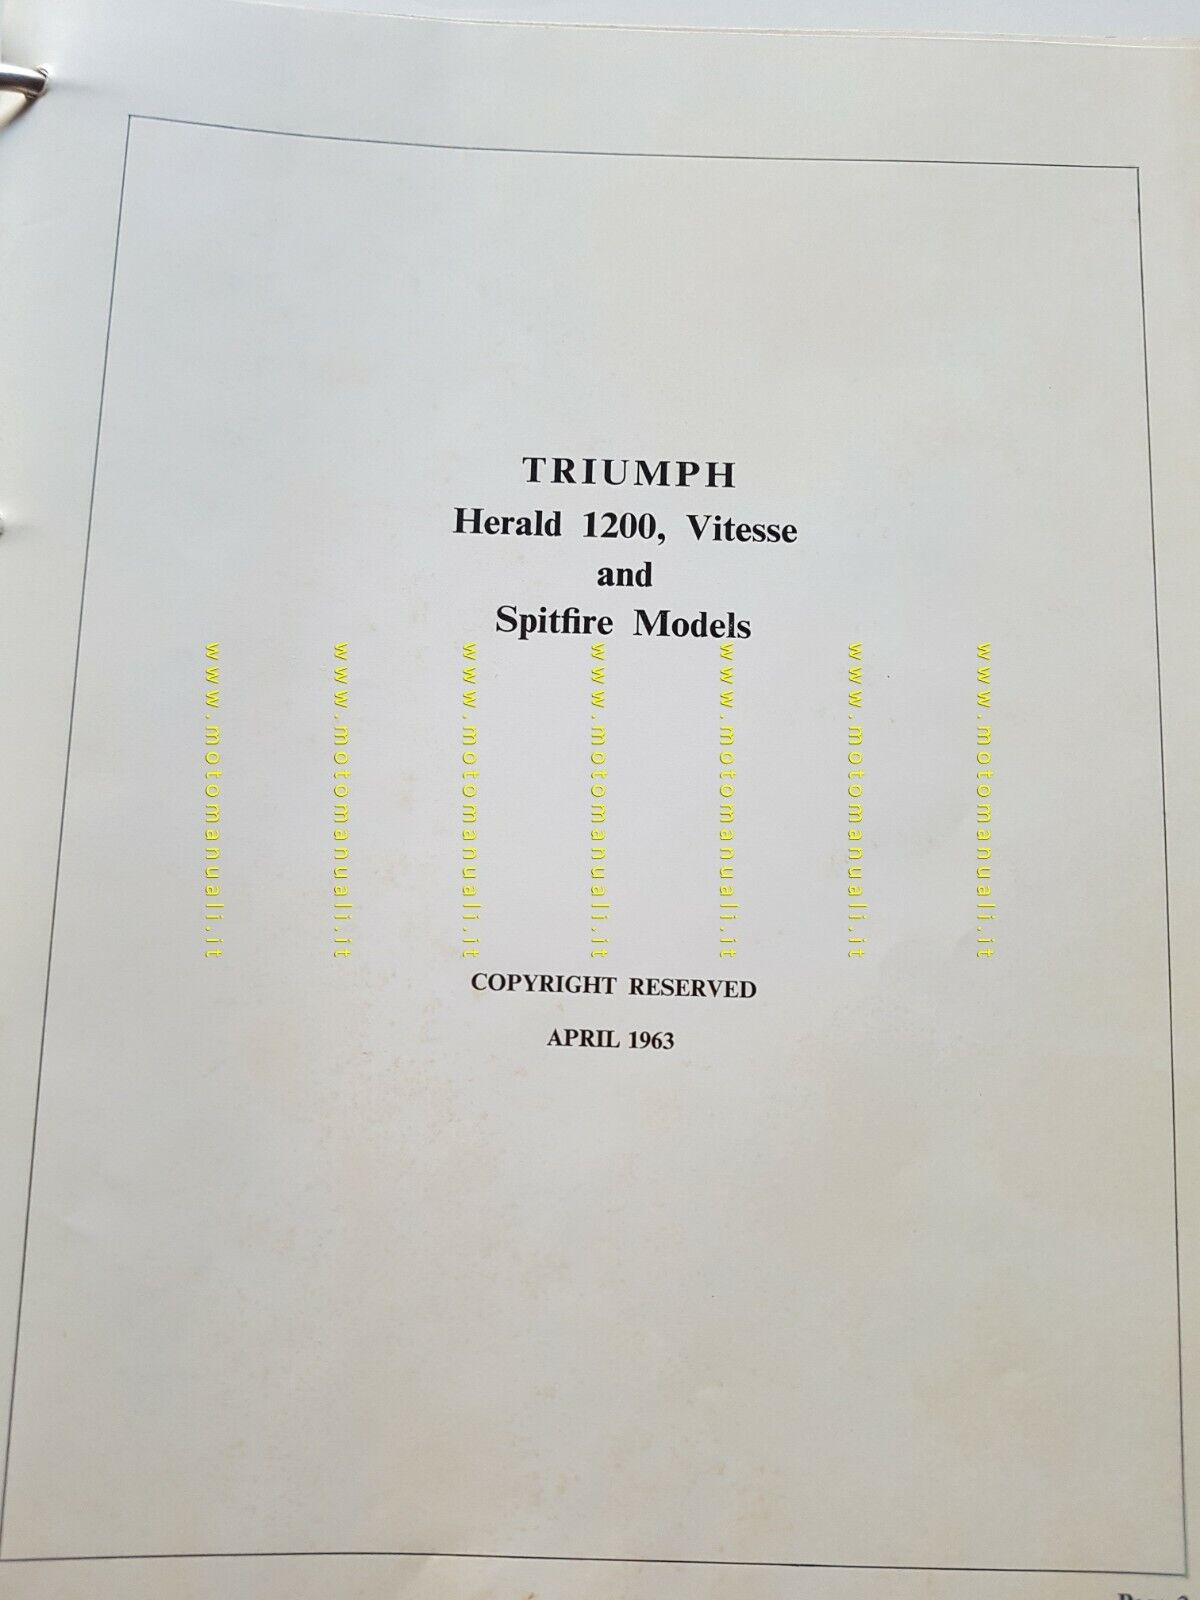 TRIUMPH
Herald 1200, Vitesse
and
Spitfire Models
www.motomanuali.it
www.motomanuali.it
www.motomanuali.it
www.motomanuali.it
www.motomanuali.it
www.motomanuali.it
www.motomanuali.it
COPYRIGHT RESERVED
APRIL 1963